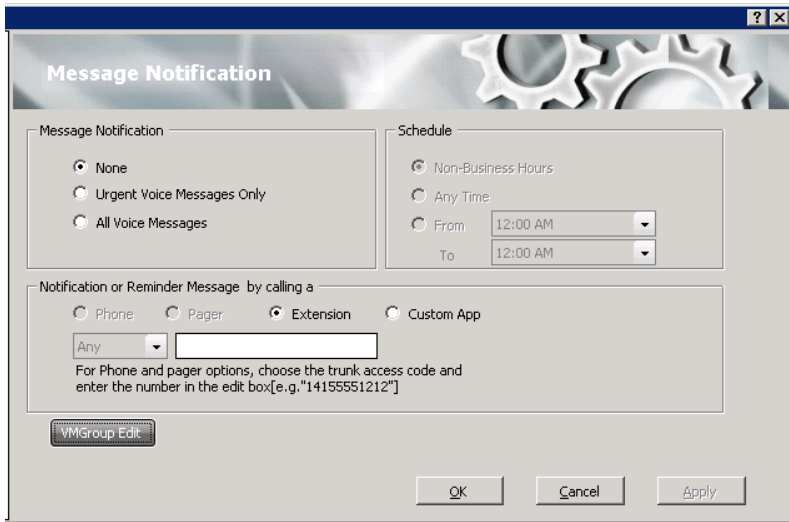 ?
Message Notification
Message Notification
None
Urgent Voice Messages Only
All Voice Messages
Schedule
Non-Business Hours
Any Time
From 12:00 AM
To 12:00 AM
Notification or Reminder Message by calling a
Phone Pager Extension Custom App
Any
For Phone and pager options, choose the trunk access code and
enter the number in the edit box[e.g."14155551212"]
VMGroup Edit
OK Cancel Apply